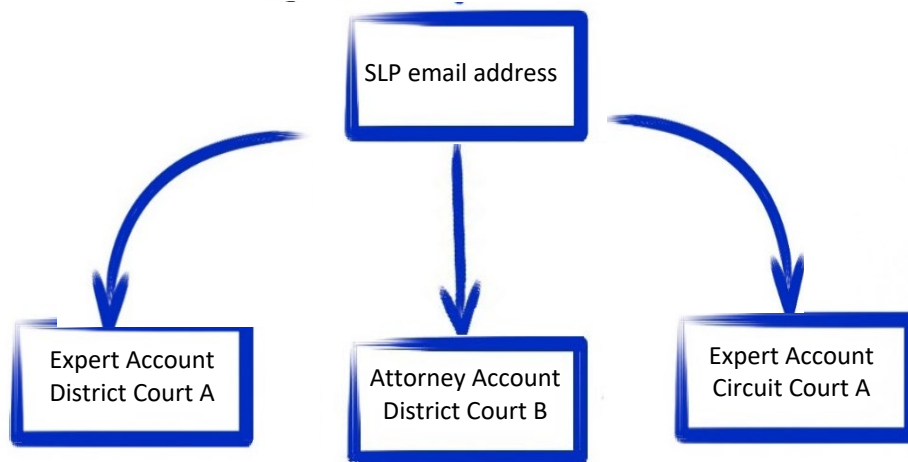 SLP email address
Expert Account
District Court A
Attorney Account
District Court B
Expert Account
Circuit Court A